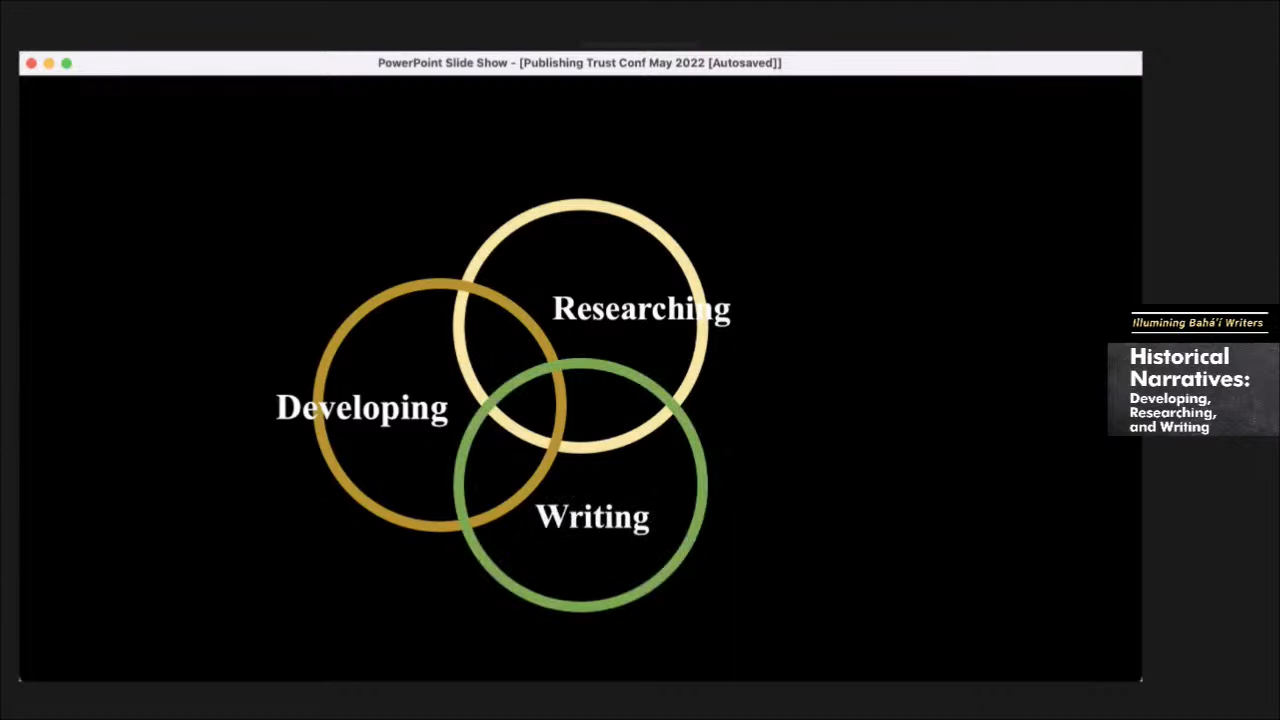 PowerPoint Slide Show - [Publishing Trust Conf May 2022 [Autosaved]]
Researching
Developing
Writing
Illumining Bahá'í Writers
Historical
Narratives:
Developing,
Researching,
and Writing